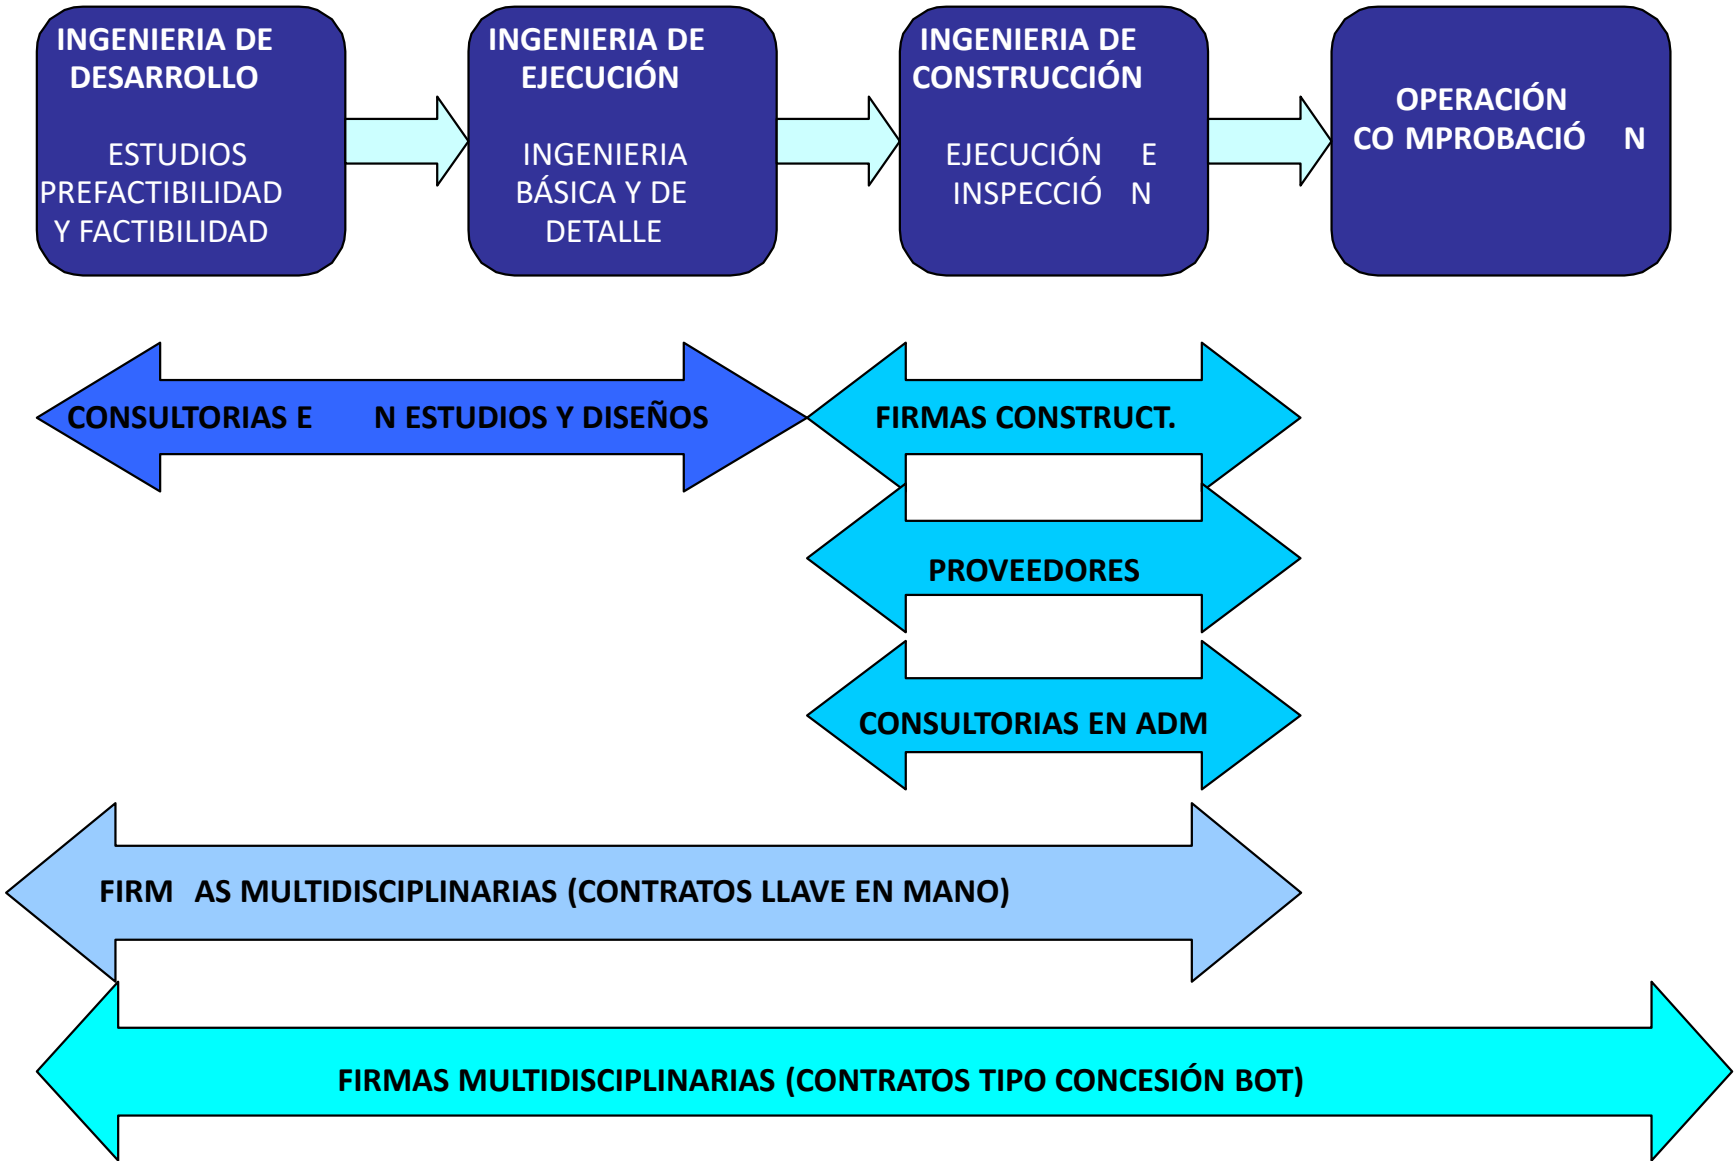 INGENIERIA DE
DESARROLLO
ESTUDIOS
PREFACTIBILIDAD
Y FACTIBILIDAD
INGENIERIA DE
EJECUCIÓN
INGENIERIA
BÁSICA Y DE
DETALLE
INGENIERIA DE
CONSTRUCCIÓN
EJECUCIÓN E
INSPECCIÓ N
OPERACIÓN
CO MPROBACIÓ N
CONSULTORIAS E N ESTUDIOS Y DISEÑOS
FIRMAS CONSTRUCT.
PROVEEDORES
CONSULTORIAS EN ADM
FIRM AS MULTIDISCIPLINARIAS (CONTRATOS LLAVE EN MANO)
FIRMAS MULTIDISCIPLINARIAS (CONTRATOS TIPO CONCESIÓN BOT)